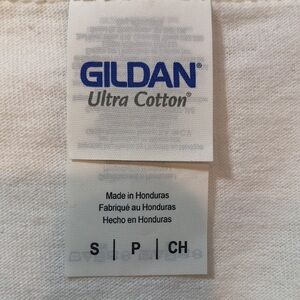 GILDAN®
Ultra Cotton®
Made in Honduras
Fabriqué au Honduras
Hecho en Honduras
S | P | CH